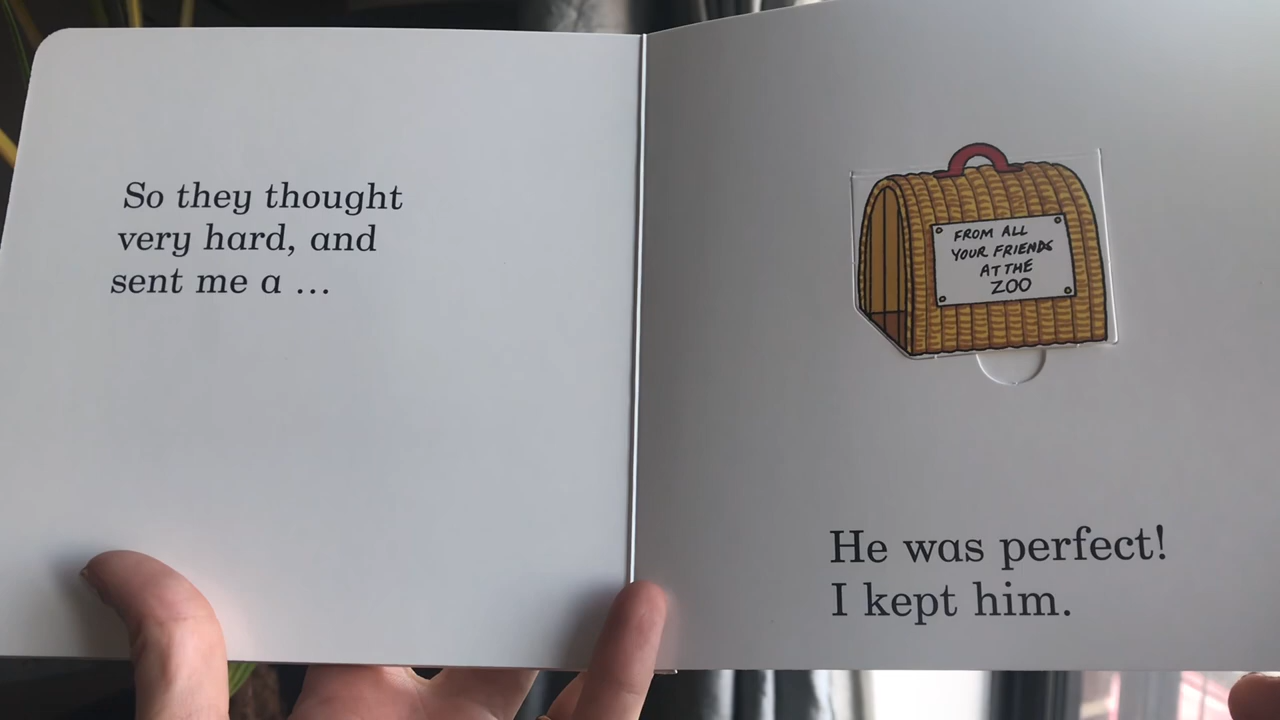 So they thought
very hard, and
sent me a ...
FROM ALL
YOUR FRIENDS
AT THE
ZOO
He was perfect!
I kept him.